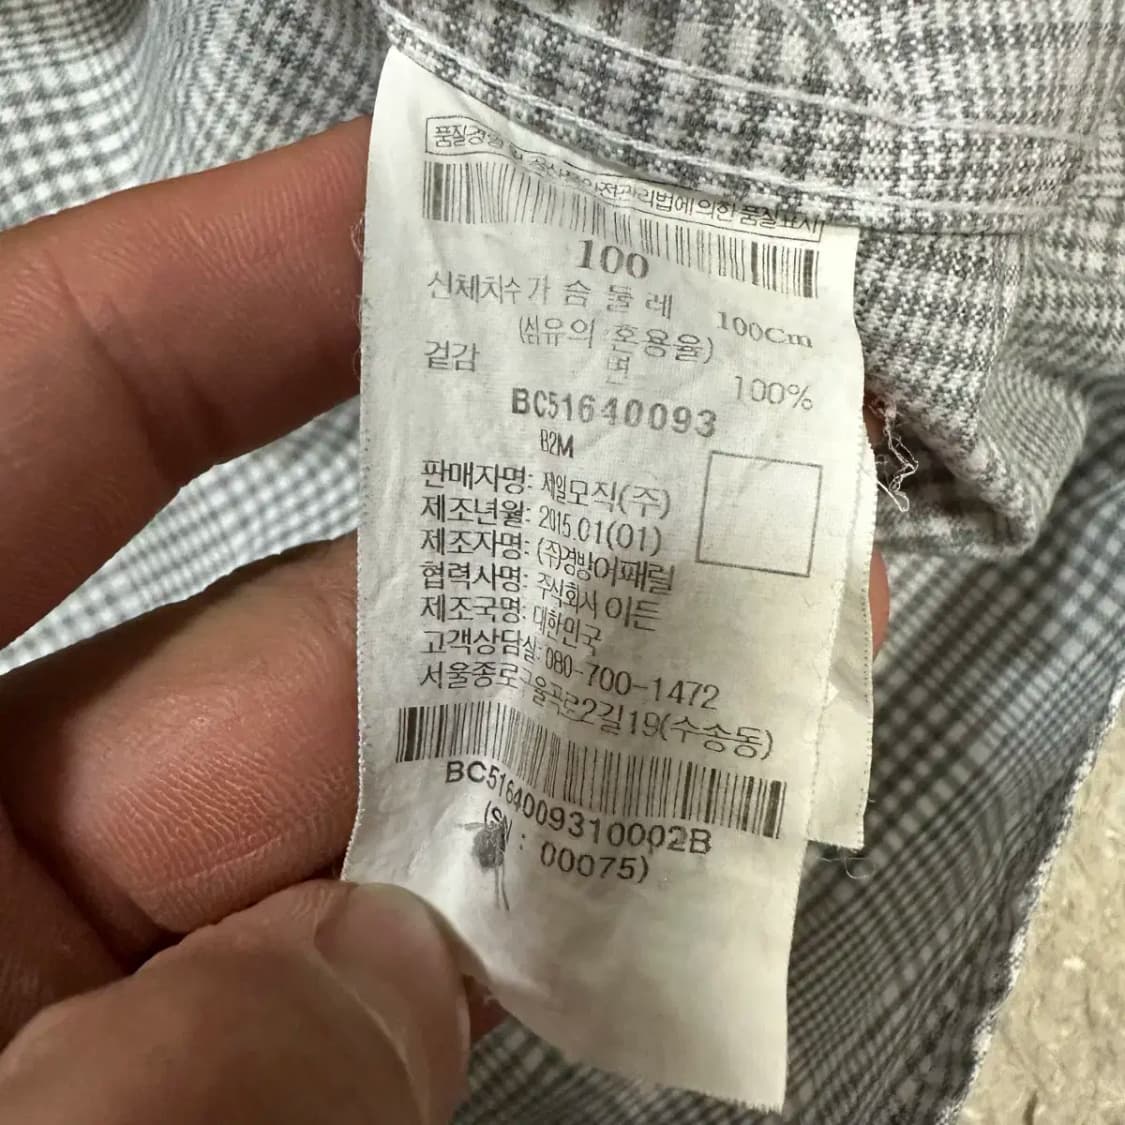 품질경영 및 공산품안전관리법에 의한 품질표시
100
신체치수 가 슴 둘 레 100Cm
(섬유의 혼용율)
겉감 면 100%
BC51640093
B2M
판매자명: 제일모직(주)
제조년월: 2015.01(01)
제조자명: (주)경방어패럴
협력사명: 주식회사 이든
제조국명: 대한민국
고객상담실: 080-700-1472
서울종로구율곡로2길19(수송동)
BC5164009310002B
(SN : 00075)